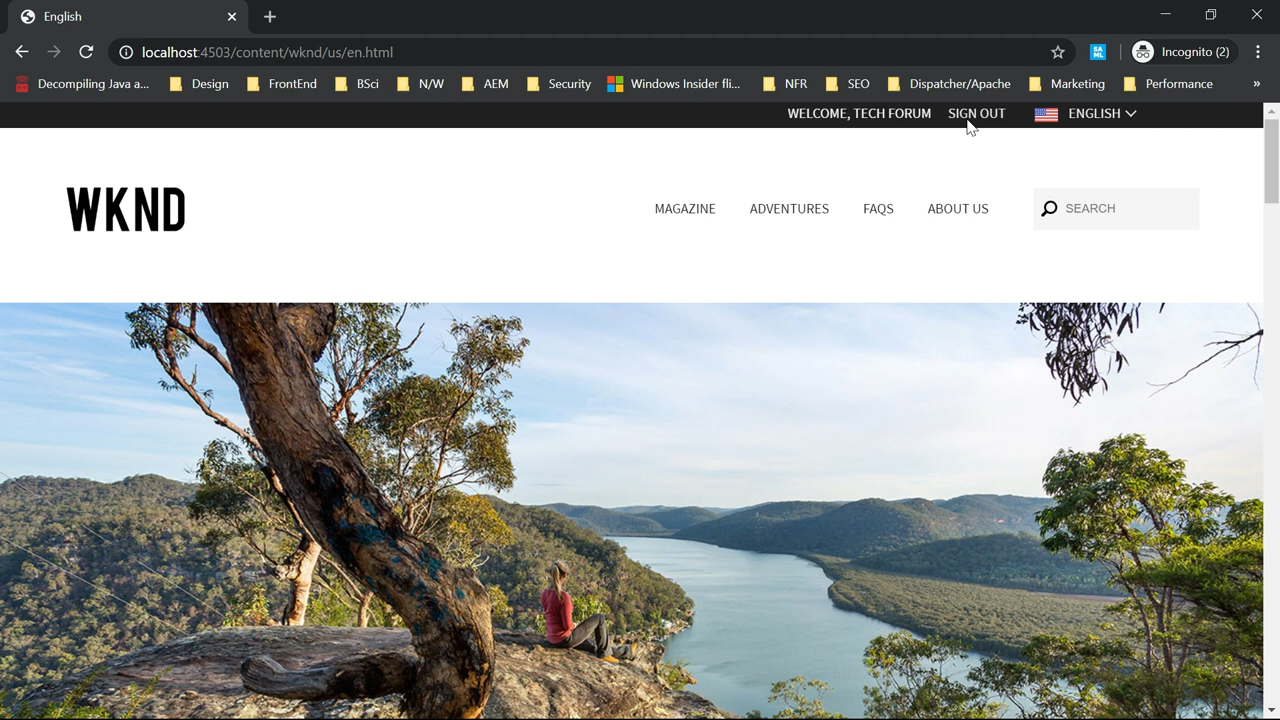 English
localhost:4503/content/wknd/us/en.html
SA
ML
Incognito (2)
Decompiling Java a...
Design
FrontEnd
BSci
N/W
AEM
Security
Windows Insider fli...
NFR
SEO
Dispatcher/Apache
Marketing
Performance
»
WELCOME, TECH FORUM
SIGN OUT
ENGLISH
WKND
MAGAZINE
ADVENTURES
FAQS
ABOUT US
SEARCH